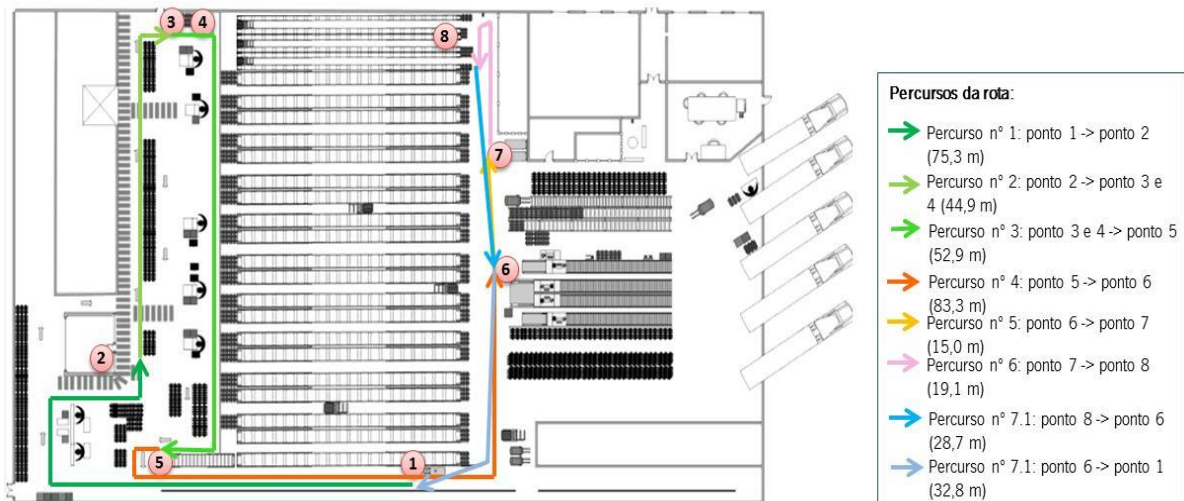 3
4
8
7
6
2
5
1
Percursos da rota:
Percurso n° 1: ponto 1 -> ponto 2
(75,3 m)
Percurso n° 2: ponto 2 -> ponto 3 e
4 (44,9 m)
Percurso n° 3: ponto 3 e 4 -> ponto 5
(52,9 m)
Percurso n° 4: ponto 5 -> ponto 6
(83,3 m)
Percurso n° 5: ponto 6 -> ponto 7
(15,0 m)
Percurso n° 6: ponto 7 -> ponto 8
(19,1 m)
Percurso n° 7.1: ponto 8 -> ponto 6
(28,7 m)
Percurso n° 7.1: ponto 6 -> ponto 1
(32,8 m)